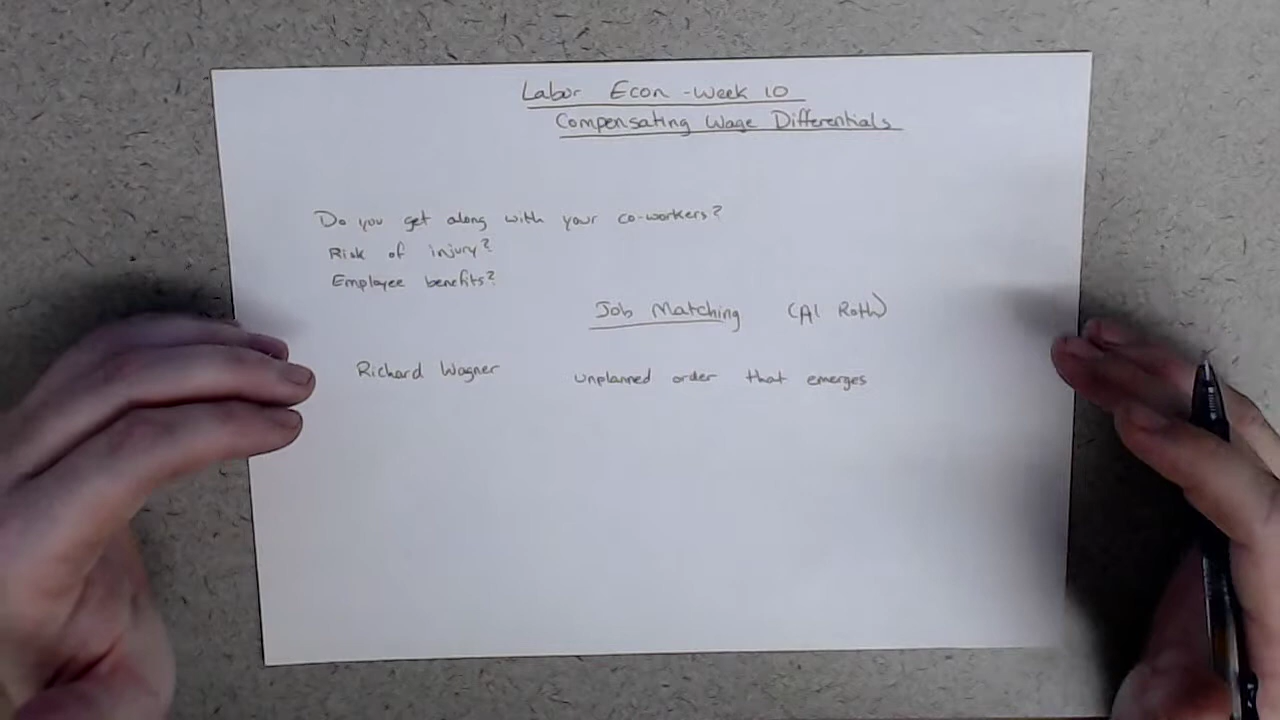 Labor Econ - Week 10
Compensating Wage Differentials
Do you get along with your co-workers?
Risk of injury?
Employee benefits?
Job Matching (Al Roth)
Richard Wagner unplanned order that emerges